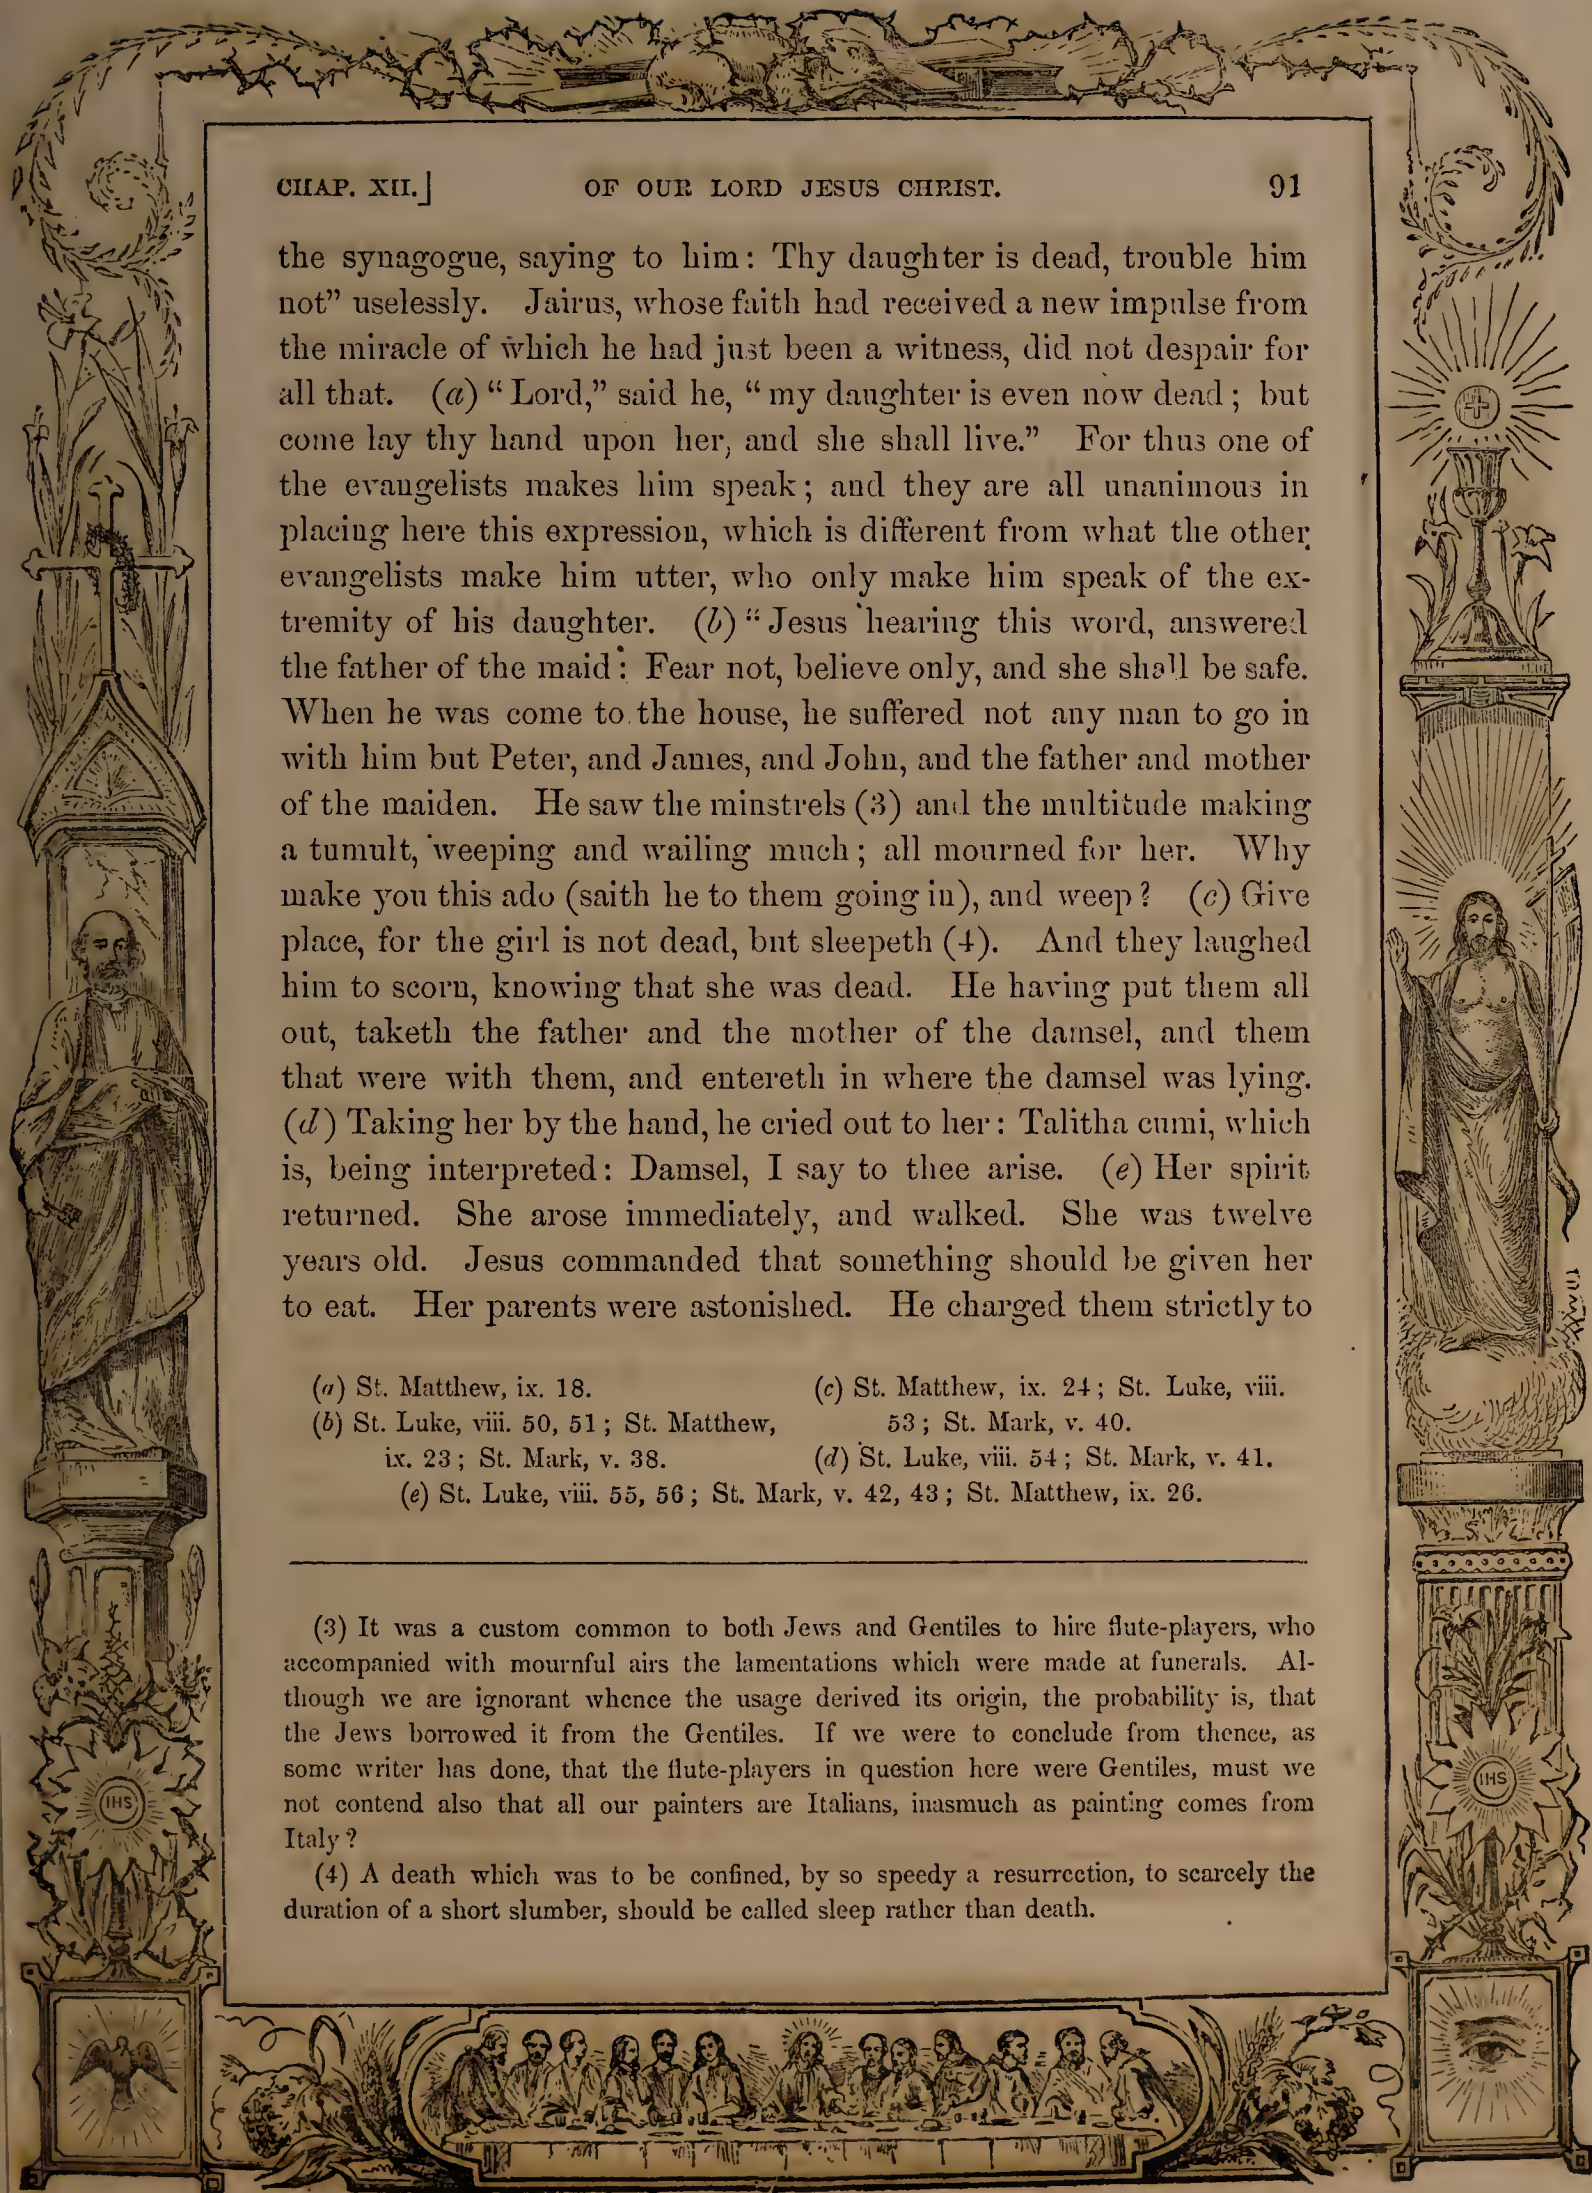 CHAP. XII.] OF OUR LORD JESUS CHRIST. 91
the synagogue, saying to him: Thy daughter is dead, trouble him
not” uselessly. Jairus, whose faith had received a new impulse from
the miracle of which he had just been a witness, did not despair for
all that. (a) “Lord,” said he, “my daughter is even now dead; but
come lay thy hand upon her, and she shall live.” For thus one of
the evangelists makes him speak; and they are all unanimous in
placing here this expression, which is different from what the other
evangelists make him utter, who only make him speak of the ex-
tremity of his daughter. (b) “Jesus hearing this word, answered
the father of the maid: Fear not, believe only, and she shall be safe.
When he was come to the house, he suffered not any man to go in
with him but Peter, and James, and John, and the father and mother
of the maiden. He saw the minstrels (3) and the multitude making
a tumult, weeping and wailing much; all mourned for her. Why
make you this ado (saith he to them going in), and weep? (c) Give
place, for the girl is not dead, but sleepeth (4). And they laughed
him to scorn, knowing that she was dead. He having put them all
out, taketh the father and the mother of the damsel, and them
that were with them, and entereth in where the damsel was lying.
(d) Taking her by the hand, he cried out to her: Talitha cumi, which
is, being interpreted: Damsel, I say to thee arise. (e) Her spirit
returned. She arose immediately, and walked. She was twelve
years old. Jesus commanded that something should be given her
to eat. Her parents were astonished. He charged them strictly to
(a) St. Matthew, ix. 18.
(b) St. Luke, viii. 50, 51; St. Matthew,
ix. 23; St. Mark, v. 38.
(c) St. Matthew, ix. 24; St. Luke, viii.
53; St. Mark, v. 40.
(d) St. Luke, viii. 54; St. Mark, v. 41.
(e) St. Luke, viii. 55, 56; St. Mark, v. 42, 43; St. Matthew, ix. 26.
(3) It was a custom common to both Jews and Gentiles to hire flute-players, who
accompanied with mournful airs the lamentations which were made at funerals. Al-
though we are ignorant whence the usage derived its origin, the probability is, that
the Jews borrowed it from the Gentiles. If we were to conclude from thence, as
some writer has done, that the flute-players in question here were Gentiles, must we
not contend also that all our painters are Italians, inasmuch as painting comes from
Italy?
(4) A death which was to be confined, by so speedy a resurrection, to scarcely the
duration of a short slumber, should be called sleep rather than death.
IHS
IHS